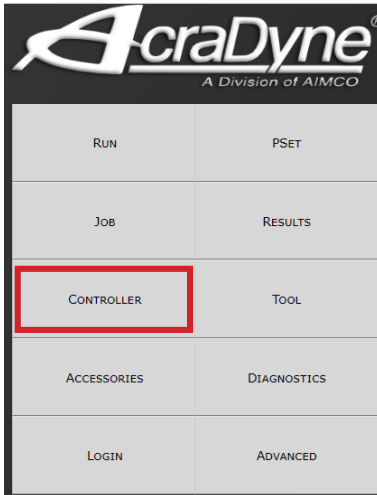 AcraDyne®
A Division of AIMCO
RUN
PSET
JOB
RESULTS
CONTROLLER
TOOL
ACCESSORIES
DIAGNOSTICS
LOGIN
ADVANCED